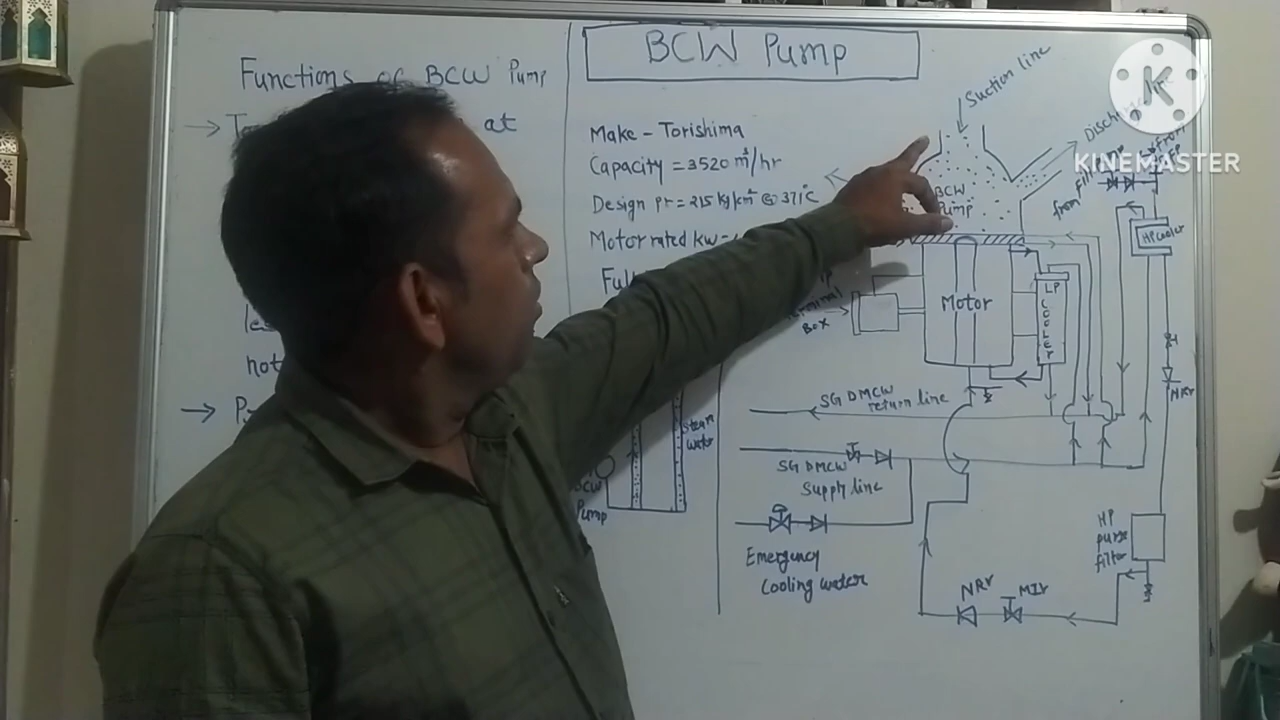 BCW Pump
Functions of BCW Pump
at
Make - Torishima
Capacity = 3520 m³/hr
Design pr = 215 kg/cm² @ 371°C
Motor rated kw =
Suction line
KINEMASTER
K
from
BCW
Pump
HP cooler
Motor
LP
COOLER
BOX
SG DMCW
return line
NRV
SG DMCW
Supply line
steam
water
BCW
Pump
Emergency
Cooling water
HP
purge
filter
NRV
MIV